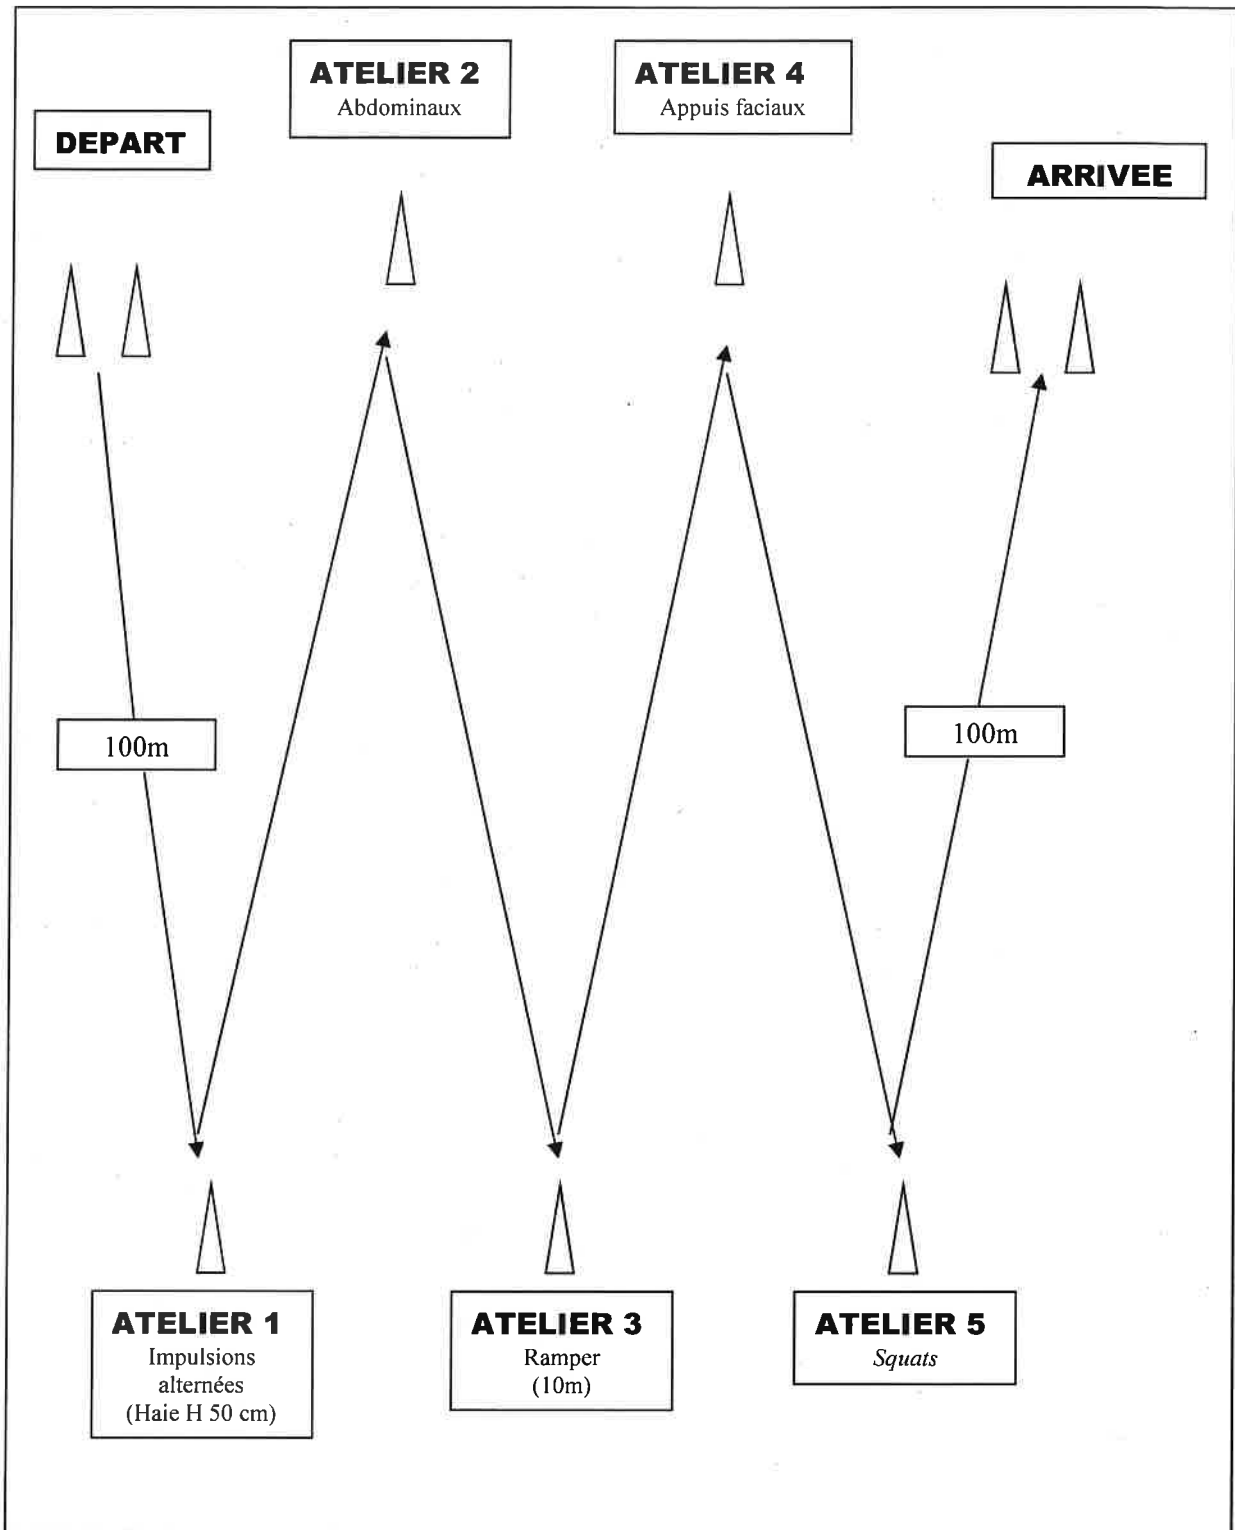 DEPART
ATELIER 2
Abdominaux
ATELIER 4
Appuis faciaux
ARRIVEE
100m
100m
ATELIER 1
Impulsions
alternées
(Haie H 50 cm)
ATELIER 3
Ramper
(10m)
ATELIER 5
Squats